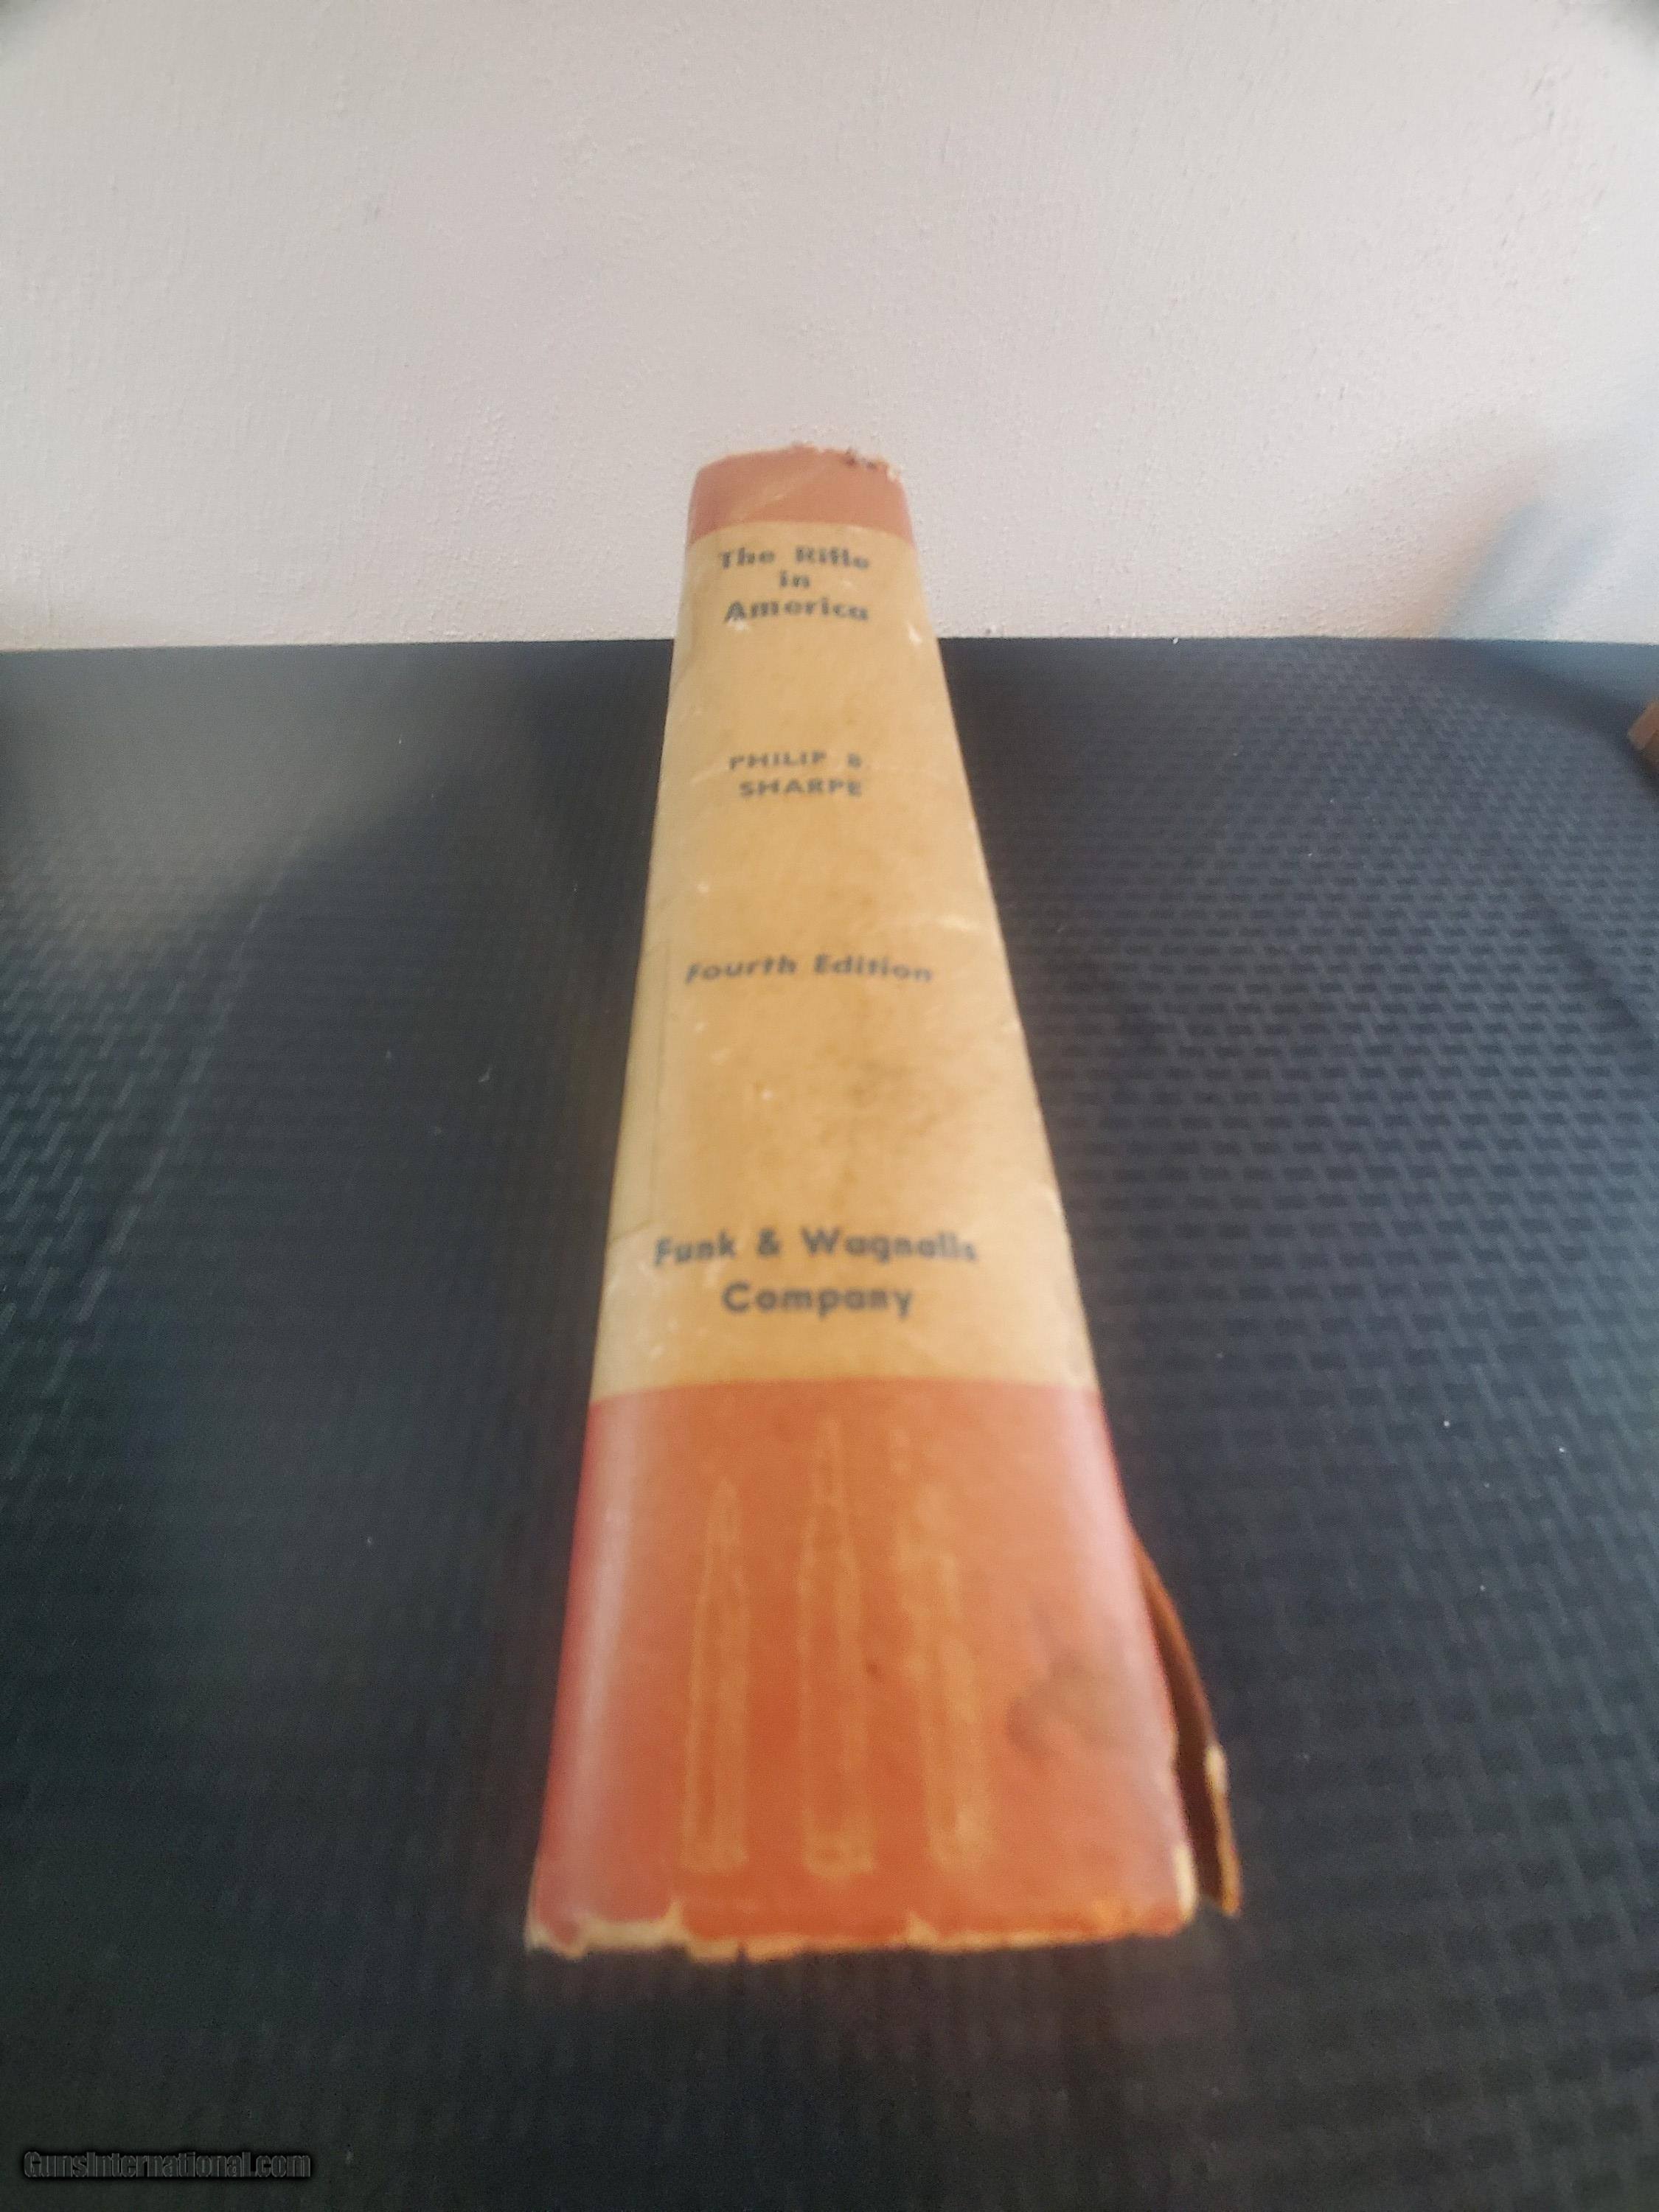 The Rifle
in
America
PHILIP B.
SHARPE
Fourth Edition
Funk & Wagnalls
Company
GunsInternational.com